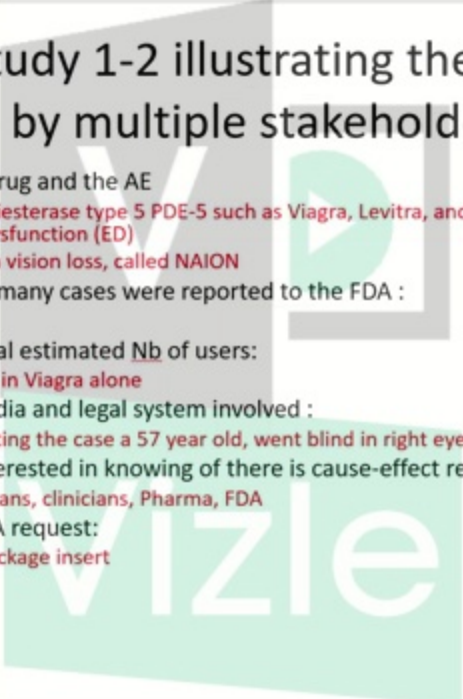 tudy 1-2 illustrating the
by multiple stakehold
rug and the AE
iesterase type 5 PDE-5 such as Viagra, Levitra, and
sfunction (ED)
vision loss, called NAION
many cases were reported to the FDA :
al estimated Nb of users:
in Viagra alone
dia and legal system involved :
ting the case a 57 year old, went blind in right eye
erested in knowing of there is cause-effect re
ans, clinicians, Pharma, FDA
A request:
ckage insert
Vizle